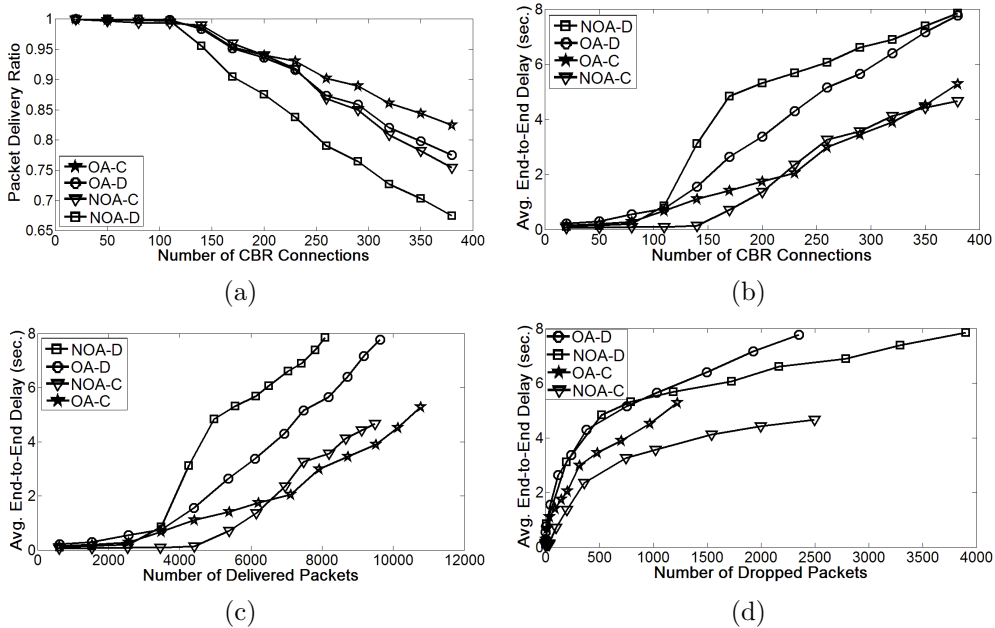 1
0.95
0.9
0.85
0.8
0.75
0.7
0.65
Packet Delivery Ratio
OA-C
OA-D
NOA-C
NOA-D
0 50 100 150 200 250 300 350 400
Number of CBR Connections
(a)
8
6
4
2
0
Avg. End-to-End Delay (sec.)
NOA-D
OA-D
OA-C
NOA-C
0 50 100 150 200 250 300 350 400
Number of CBR Connections
(b)
8
6
4
2
0
Avg. End-to-End Delay (sec.)
NOA-D
OA-D
NOA-C
OA-C
0 2000 4000 6000 8000 10000 12000
Number of Delivered Packets
(c)
8
6
4
2
0
Avg. End-to-End Delay (sec.)
OA-D
NOA-D
OA-C
NOA-C
0 500 1000 1500 2000 2500 3000 3500 4000
Number of Dropped Packets
(d)